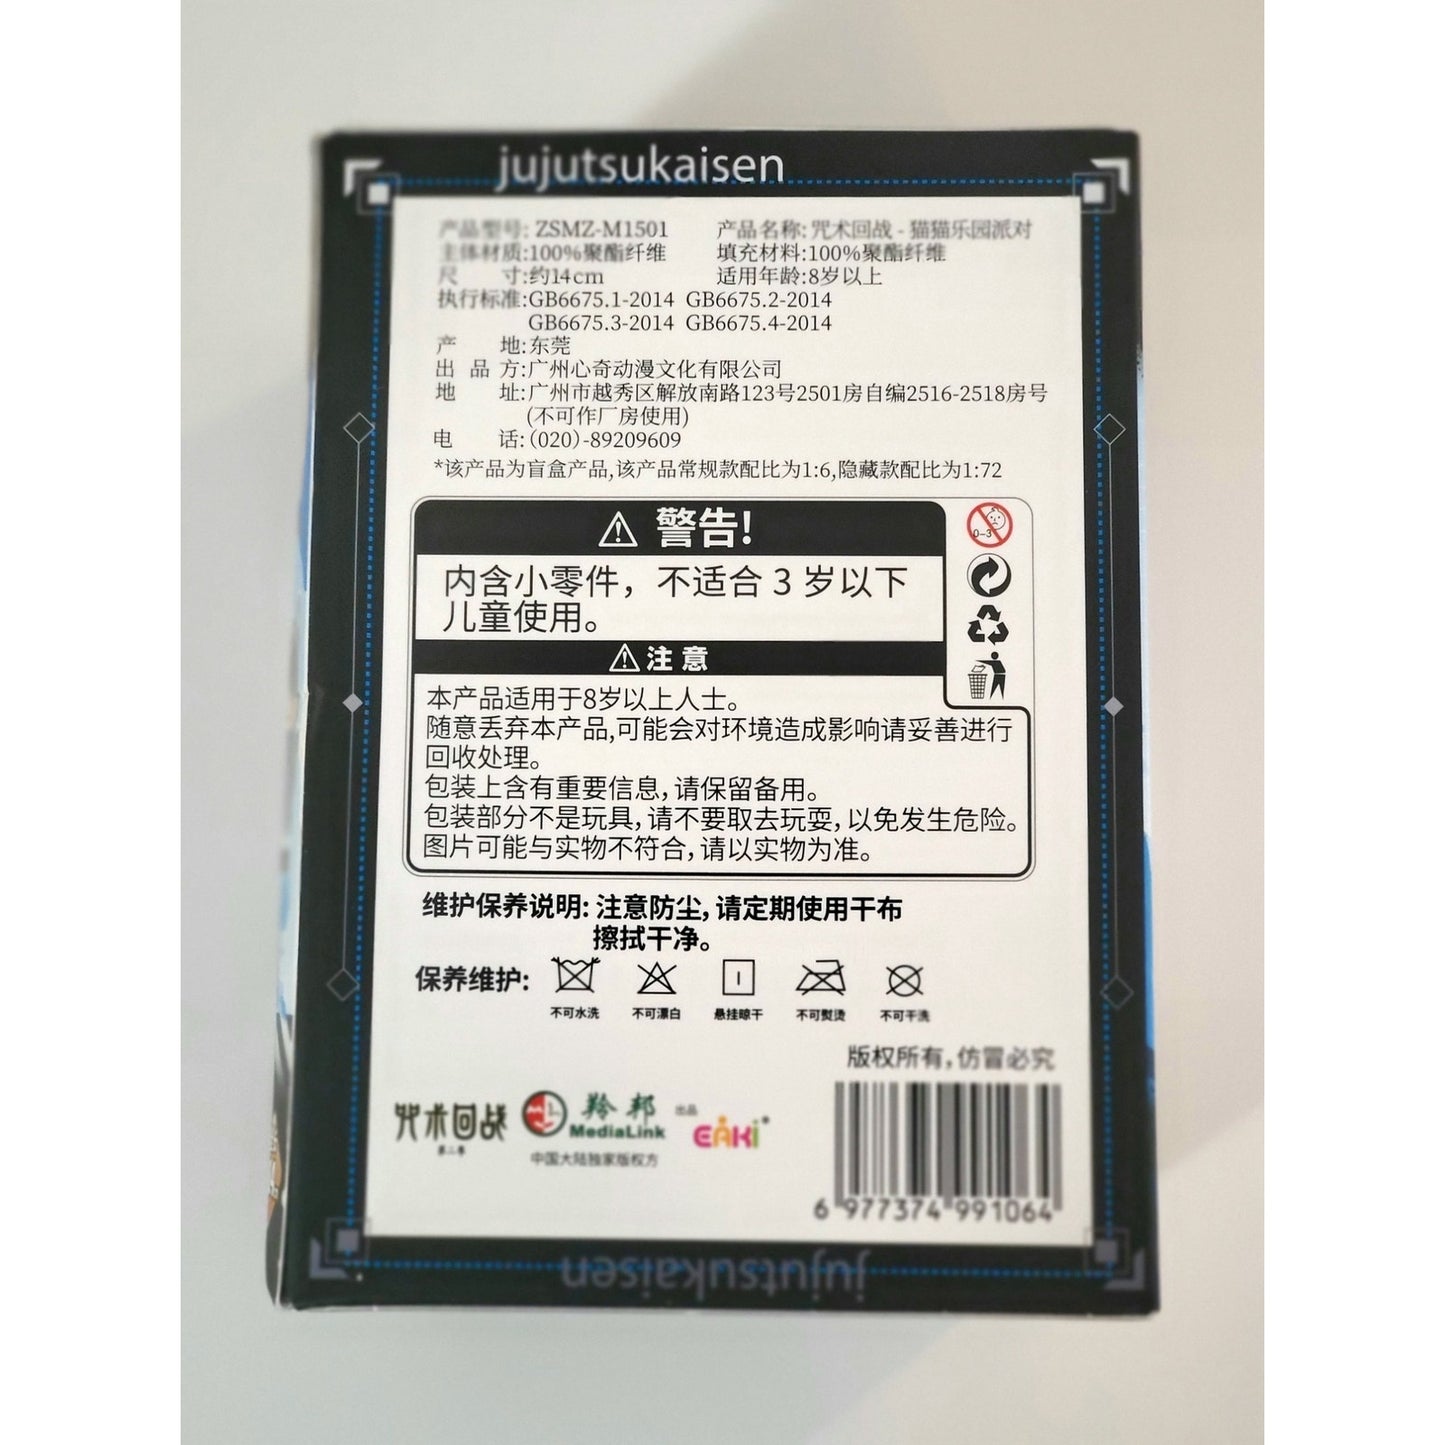 jujutsukaisen
产品型号: ZSMZ-M1501 产品名称: 咒术回战 - 猫猫乐园派对
主体材质:100%聚酯纤维 填充材料:100%聚酯纤维
尺 寸:约14cm 适用年龄:8岁以上
执行标准:GB6675.1-2014 GB6675.2-2014
GB6675.3-2014 GB6675.4-2014
产 地:东莞
出 品 方:广州心奇动漫文化有限公司
地 址:广州市越秀区解放南路123号2501房自编2516-2518房号
(不可作厂房使用)
电 话:(020)-89209609
*该产品为盲盒产品,该产品常规款配比为1:6,隐藏款配比为1:72
警告!
0-3
内含小零件，不适合 3 岁以下
儿童使用。
注 意
本产品适用于8岁以上人士。
随意丢弃本产品,可能会对环境造成影响请妥善进行
回收处理。
包装上含有重要信息,请保留备用。
包装部分不是玩具,请不要取去玩耍,以免发生危险。
图片可能与实物不符合,请以实物为准。
维护保养说明: 注意防尘,请定期使用干布
擦拭干净。
保养维护:
不可水洗 不可漂白 悬挂晾干 不可熨烫 不可干洗
版权所有,仿冒必究
咒术回战 羚邦 出品
第二季 MediaLink EAKI
中国大陆独家版权方
6 977374 991064
jujutsukaisen